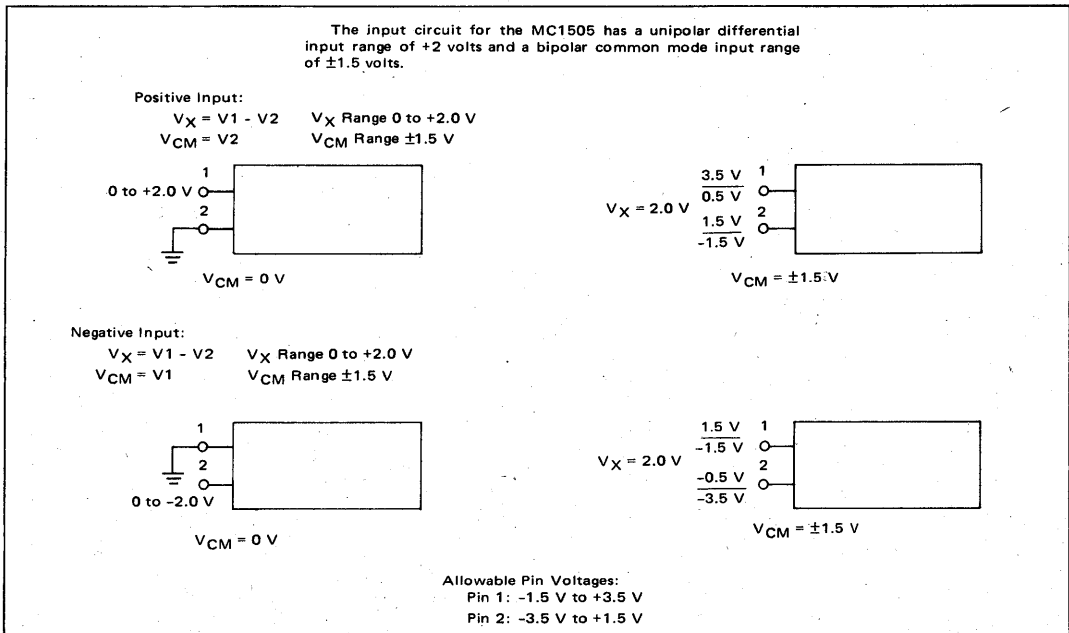 The input circuit for the MC1505 has a unipolar differential
input range of +2 volts and a bipolar common mode input range
of ±1.5 volts.
Positive Input:
VX = V1 - V2 VX Range 0 to +2.0 V
VCM = V2 VCM Range ±1.5 V
1
0 to +2.0 V
2
VCM = 0 V
3.5 V
0.5 V
1
VX = 2.0 V
1.5 V
-1.5 V
2
VCM = ±1.5 V
Negative Input:
VX = V1 - V2 VX Range 0 to +2.0 V
VCM = V1 VCM Range ±1.5 V
1
2
0 to -2.0 V
VCM = 0 V
1.5 V
-1.5 V
1
VX = 2.0 V
-0.5 V
-3.5 V
2
VCM = ±1.5 V
Allowable Pin Voltages:
Pin 1: -1.5 V to +3.5 V
Pin 2: -3.5 V to +1.5 V